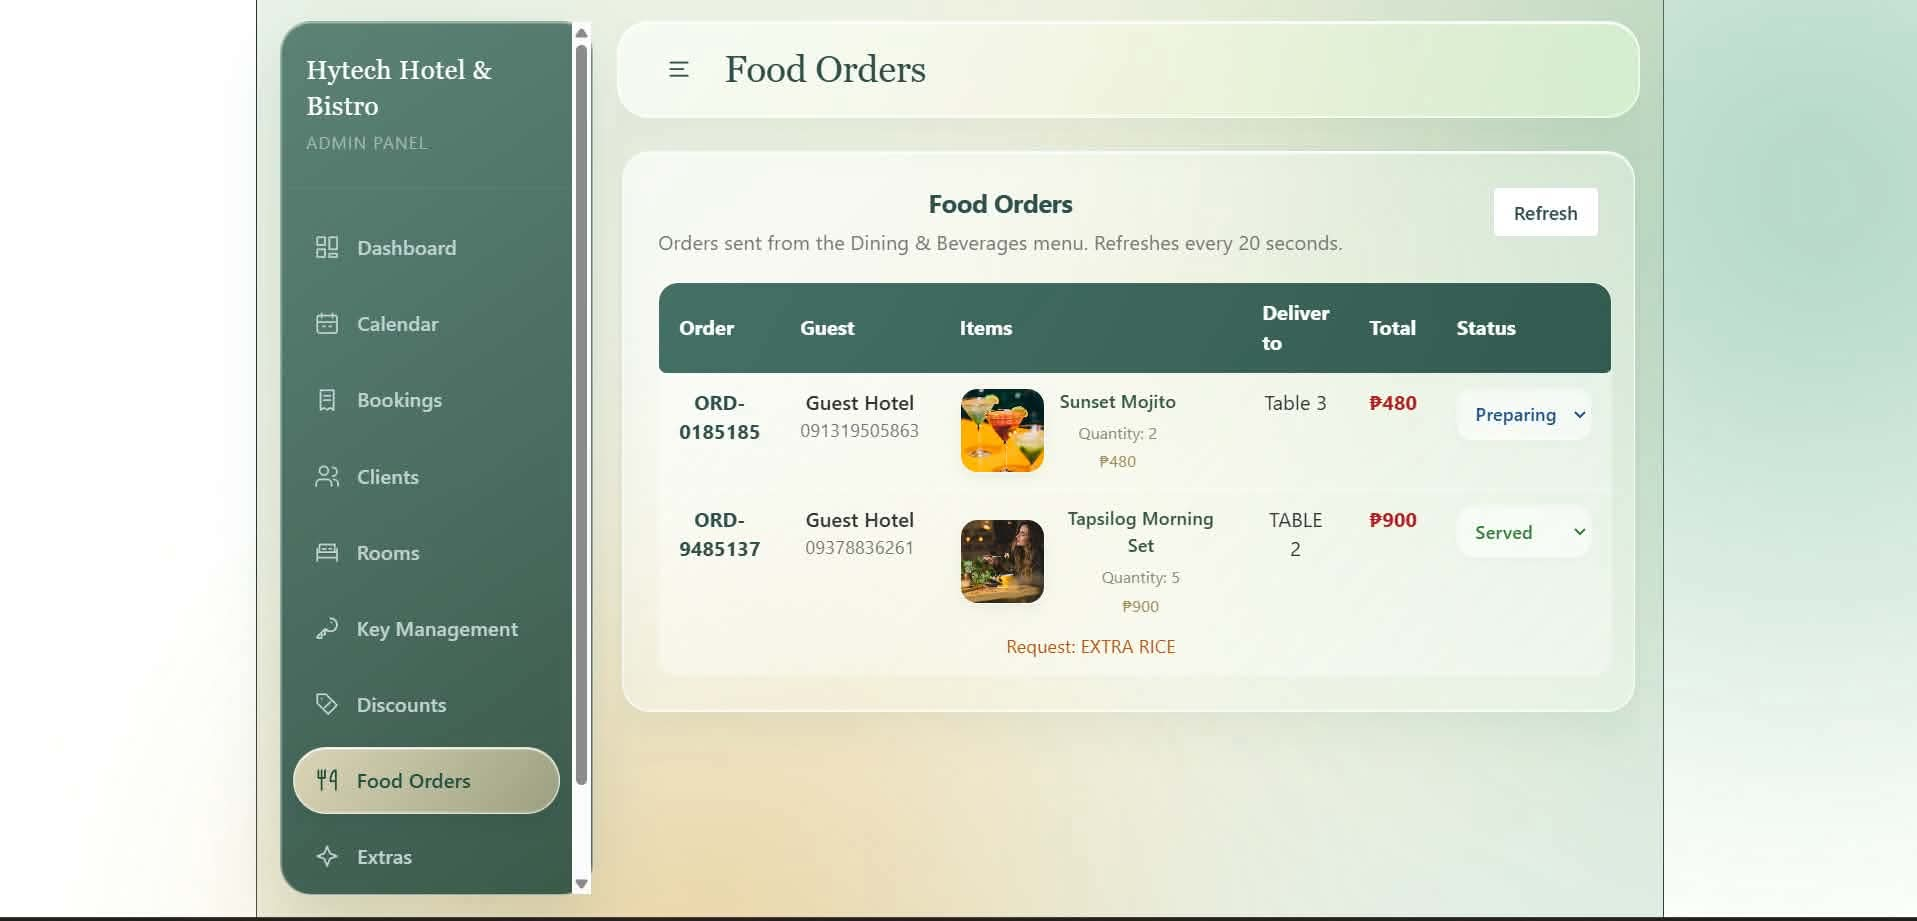 Hytech Hotel &
Bistro
ADMIN PANEL
Dashboard
Calendar
Bookings
Clients
Rooms
Key Management
Discounts
Food Orders
Extras
Food Orders
Food Orders
Orders sent from the Dining & Beverages menu. Refreshes every 20 seconds.
Refresh
Order Guest Items Deliver to Total Status
ORD-
0185185
Guest Hotel
091319505863
Sunset Mojito
Quantity: 2
₱480
Table 3
₱480
Preparing
ORD-
9485137
Guest Hotel
09378836261
Tapsilog Morning
Set
Quantity: 5
₱900
Request: EXTRA RICE
TABLE
2
₱900
Served